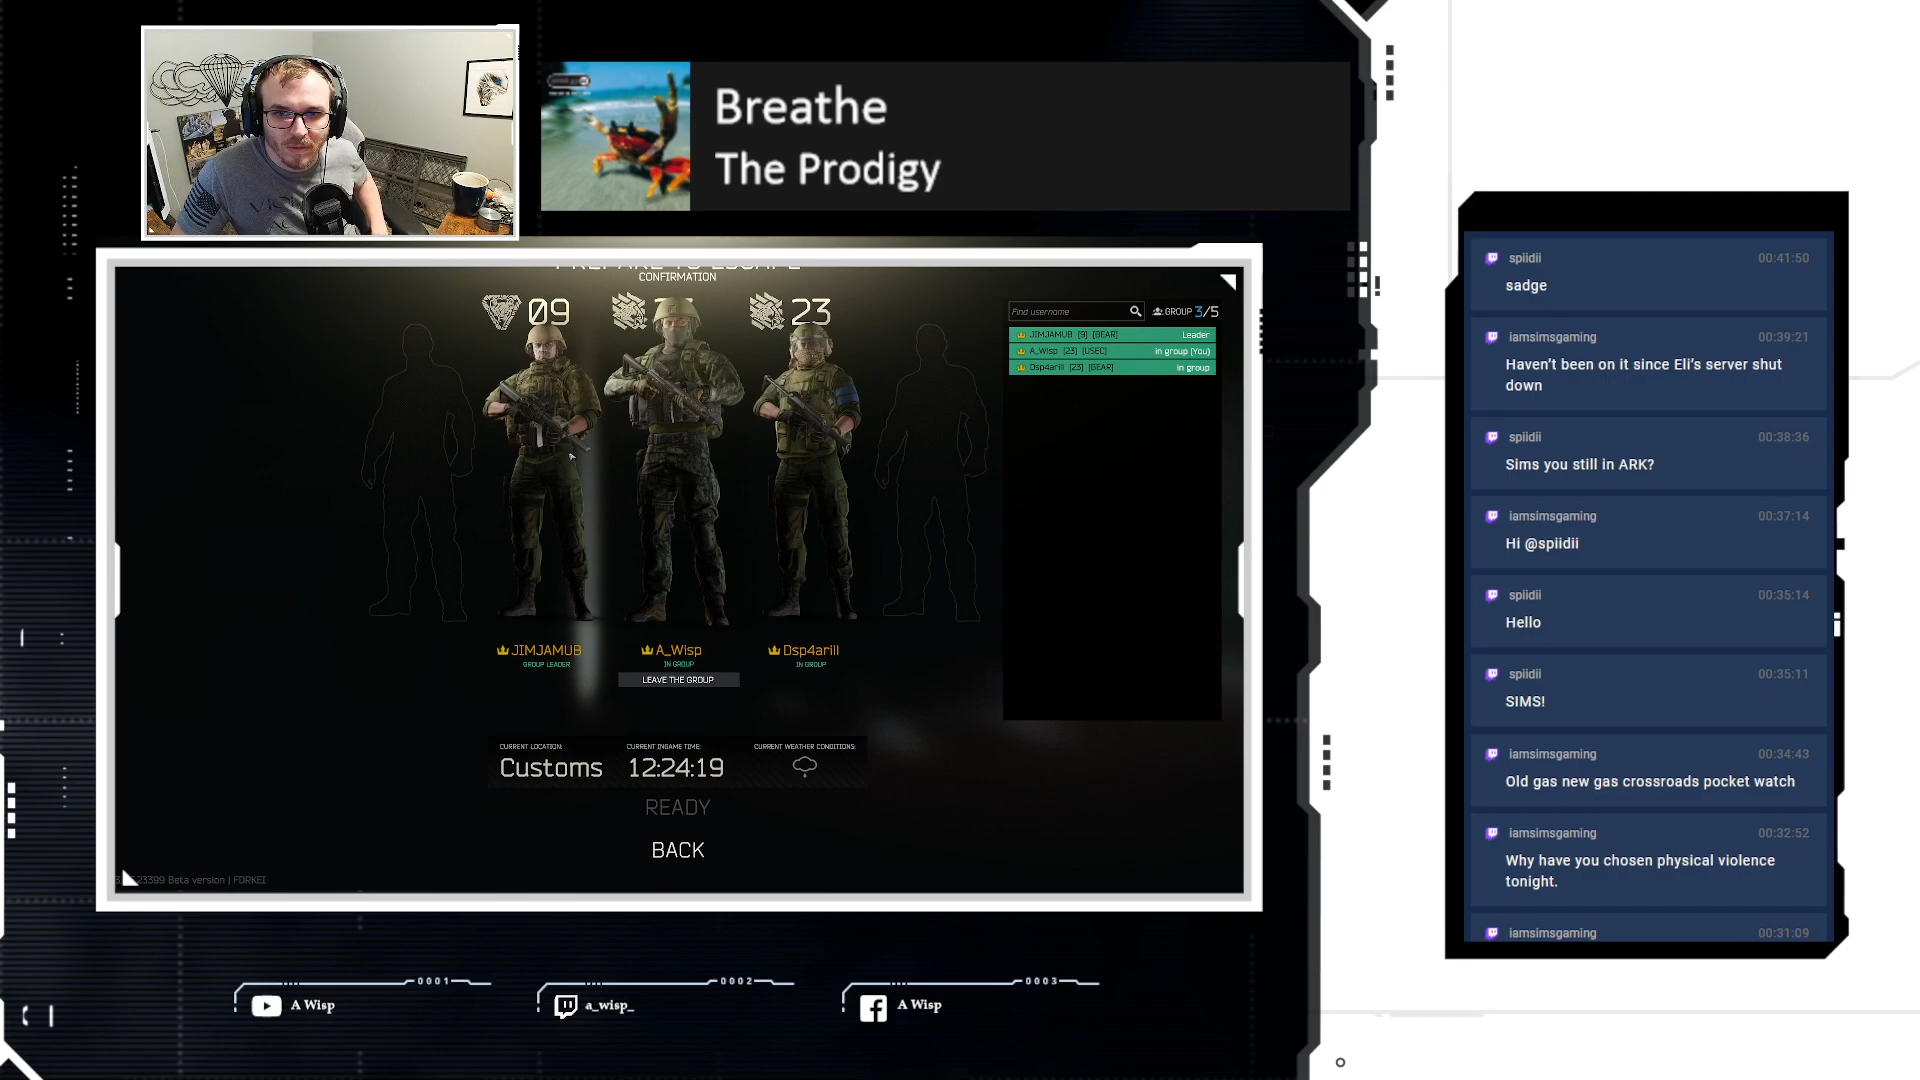 Breathe
The Prodigy
PREPARE TO ESCAPE
CONFIRMATION
09
23
Find username
GROUP 3/5
JIMJAMUB [9] [BEAR] Leader
A_Wisp [23] [USEC] in group (You)
Dsp4arill [23] [BEAR] in group
JIMJAMUB
GROUP LEADER
A_Wisp
IN GROUP
LEAVE THE GROUP
Dsp4arill
IN GROUP
CURRENT LOCATION:
Customs
CURRENT INGAME TIME:
12:24:19
CURRENT WEATHER CONDITIONS:
READY
BACK
23399 Beta version | FDRKEI
spiidii 00:41:50
sadge
iamsimsgaming 00:39:21
Haven't been on it since Eli's server shut
down
spiidii 00:38:36
Sims you still in ARK?
iamsimsgaming 00:37:14
Hi @spiidii
spiidii 00:35:14
Hello
spiidii 00:35:11
SIMS!
iamsimsgaming 00:34:43
Old gas new gas crossroads pocket watch
iamsimsgaming 00:32:52
Why have you chosen physical violence
tonight.
iamsimsgaming 00:31:09
0001
A Wisp
0002
a_wisp_
0003
A Wisp